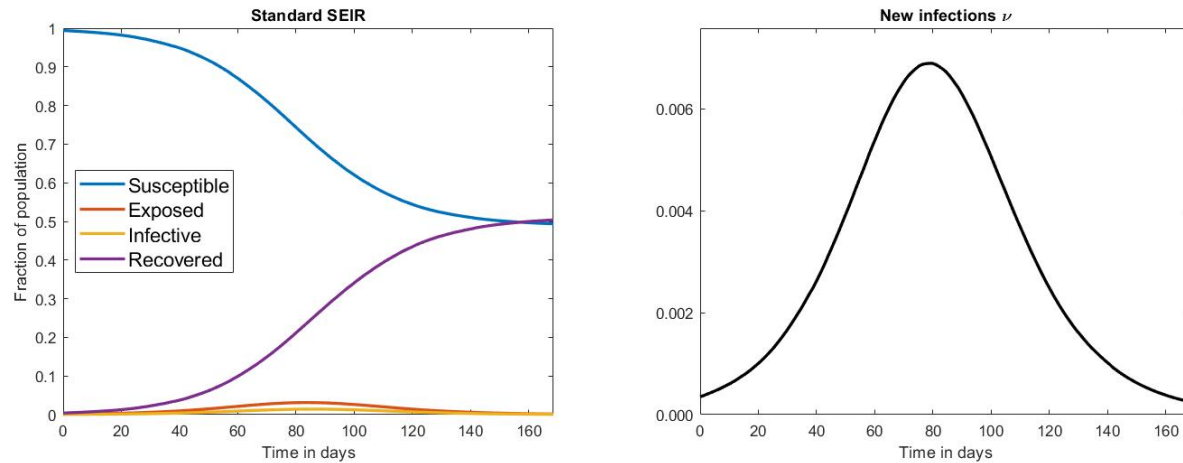 Standard SEIR
1
0.9
0.8
0.7
0.6
0.5
0.4
0.3
0.2
0.1
0
Fraction of population
Susceptible
Exposed
Infective
Recovered
0 20 40 60 80 100 120 140 160
Time in days
New infections ν
0.006
0.004
0.002
0.000
0 20 40 60 80 100 120 140 160
Time in days